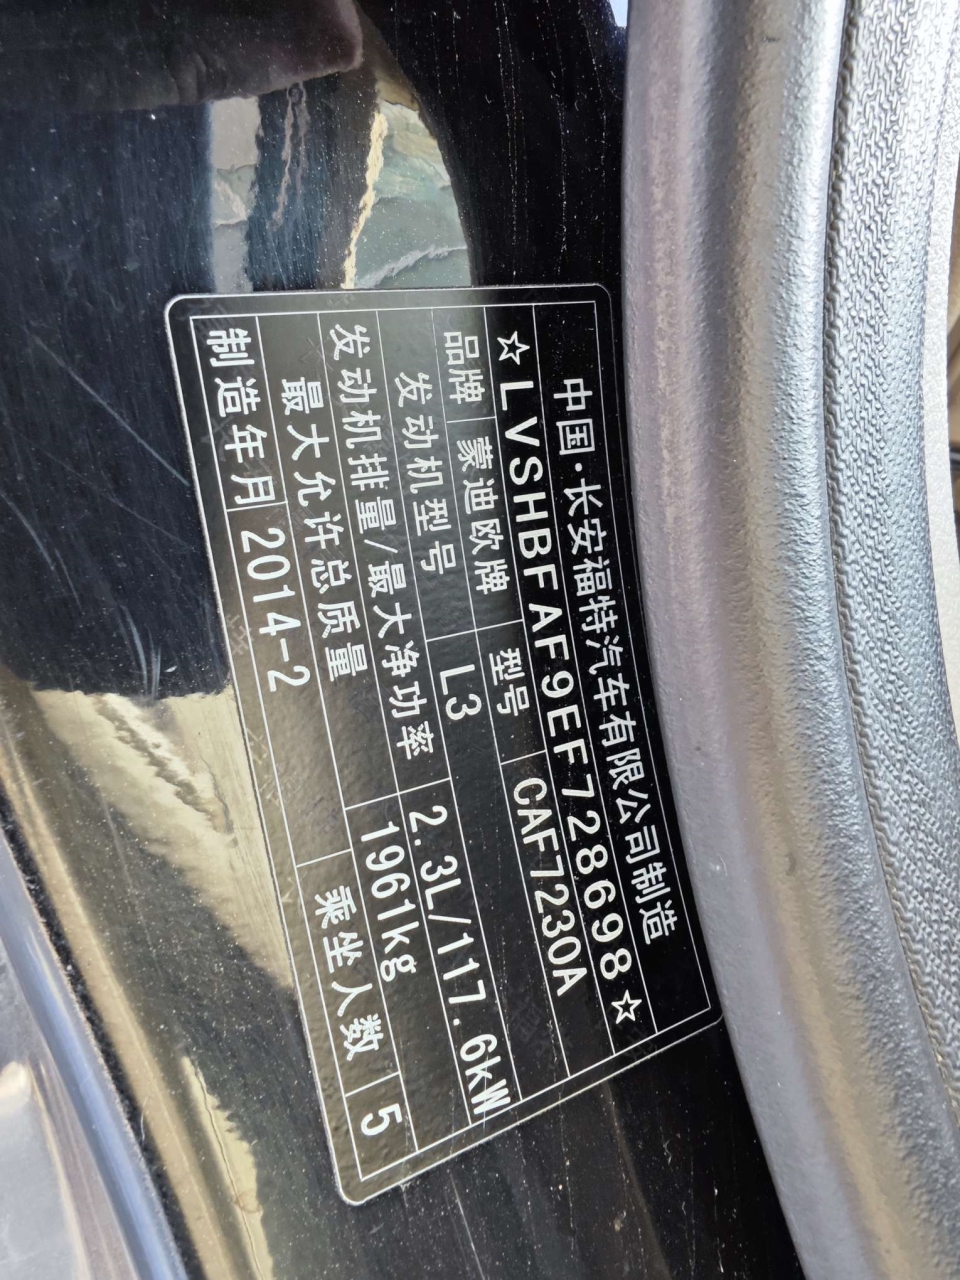 中国·长安福特汽车有限公司制造
☆LVSHBFAF9EF728698☆
品牌 蒙迪欧牌 型号 CAF7230A
发动机型号 L3
发动机排量/最大净功率 2.3L/117.6kW
最大允许总质量 1961kg
制造年月 2014-2 乘坐人数 5